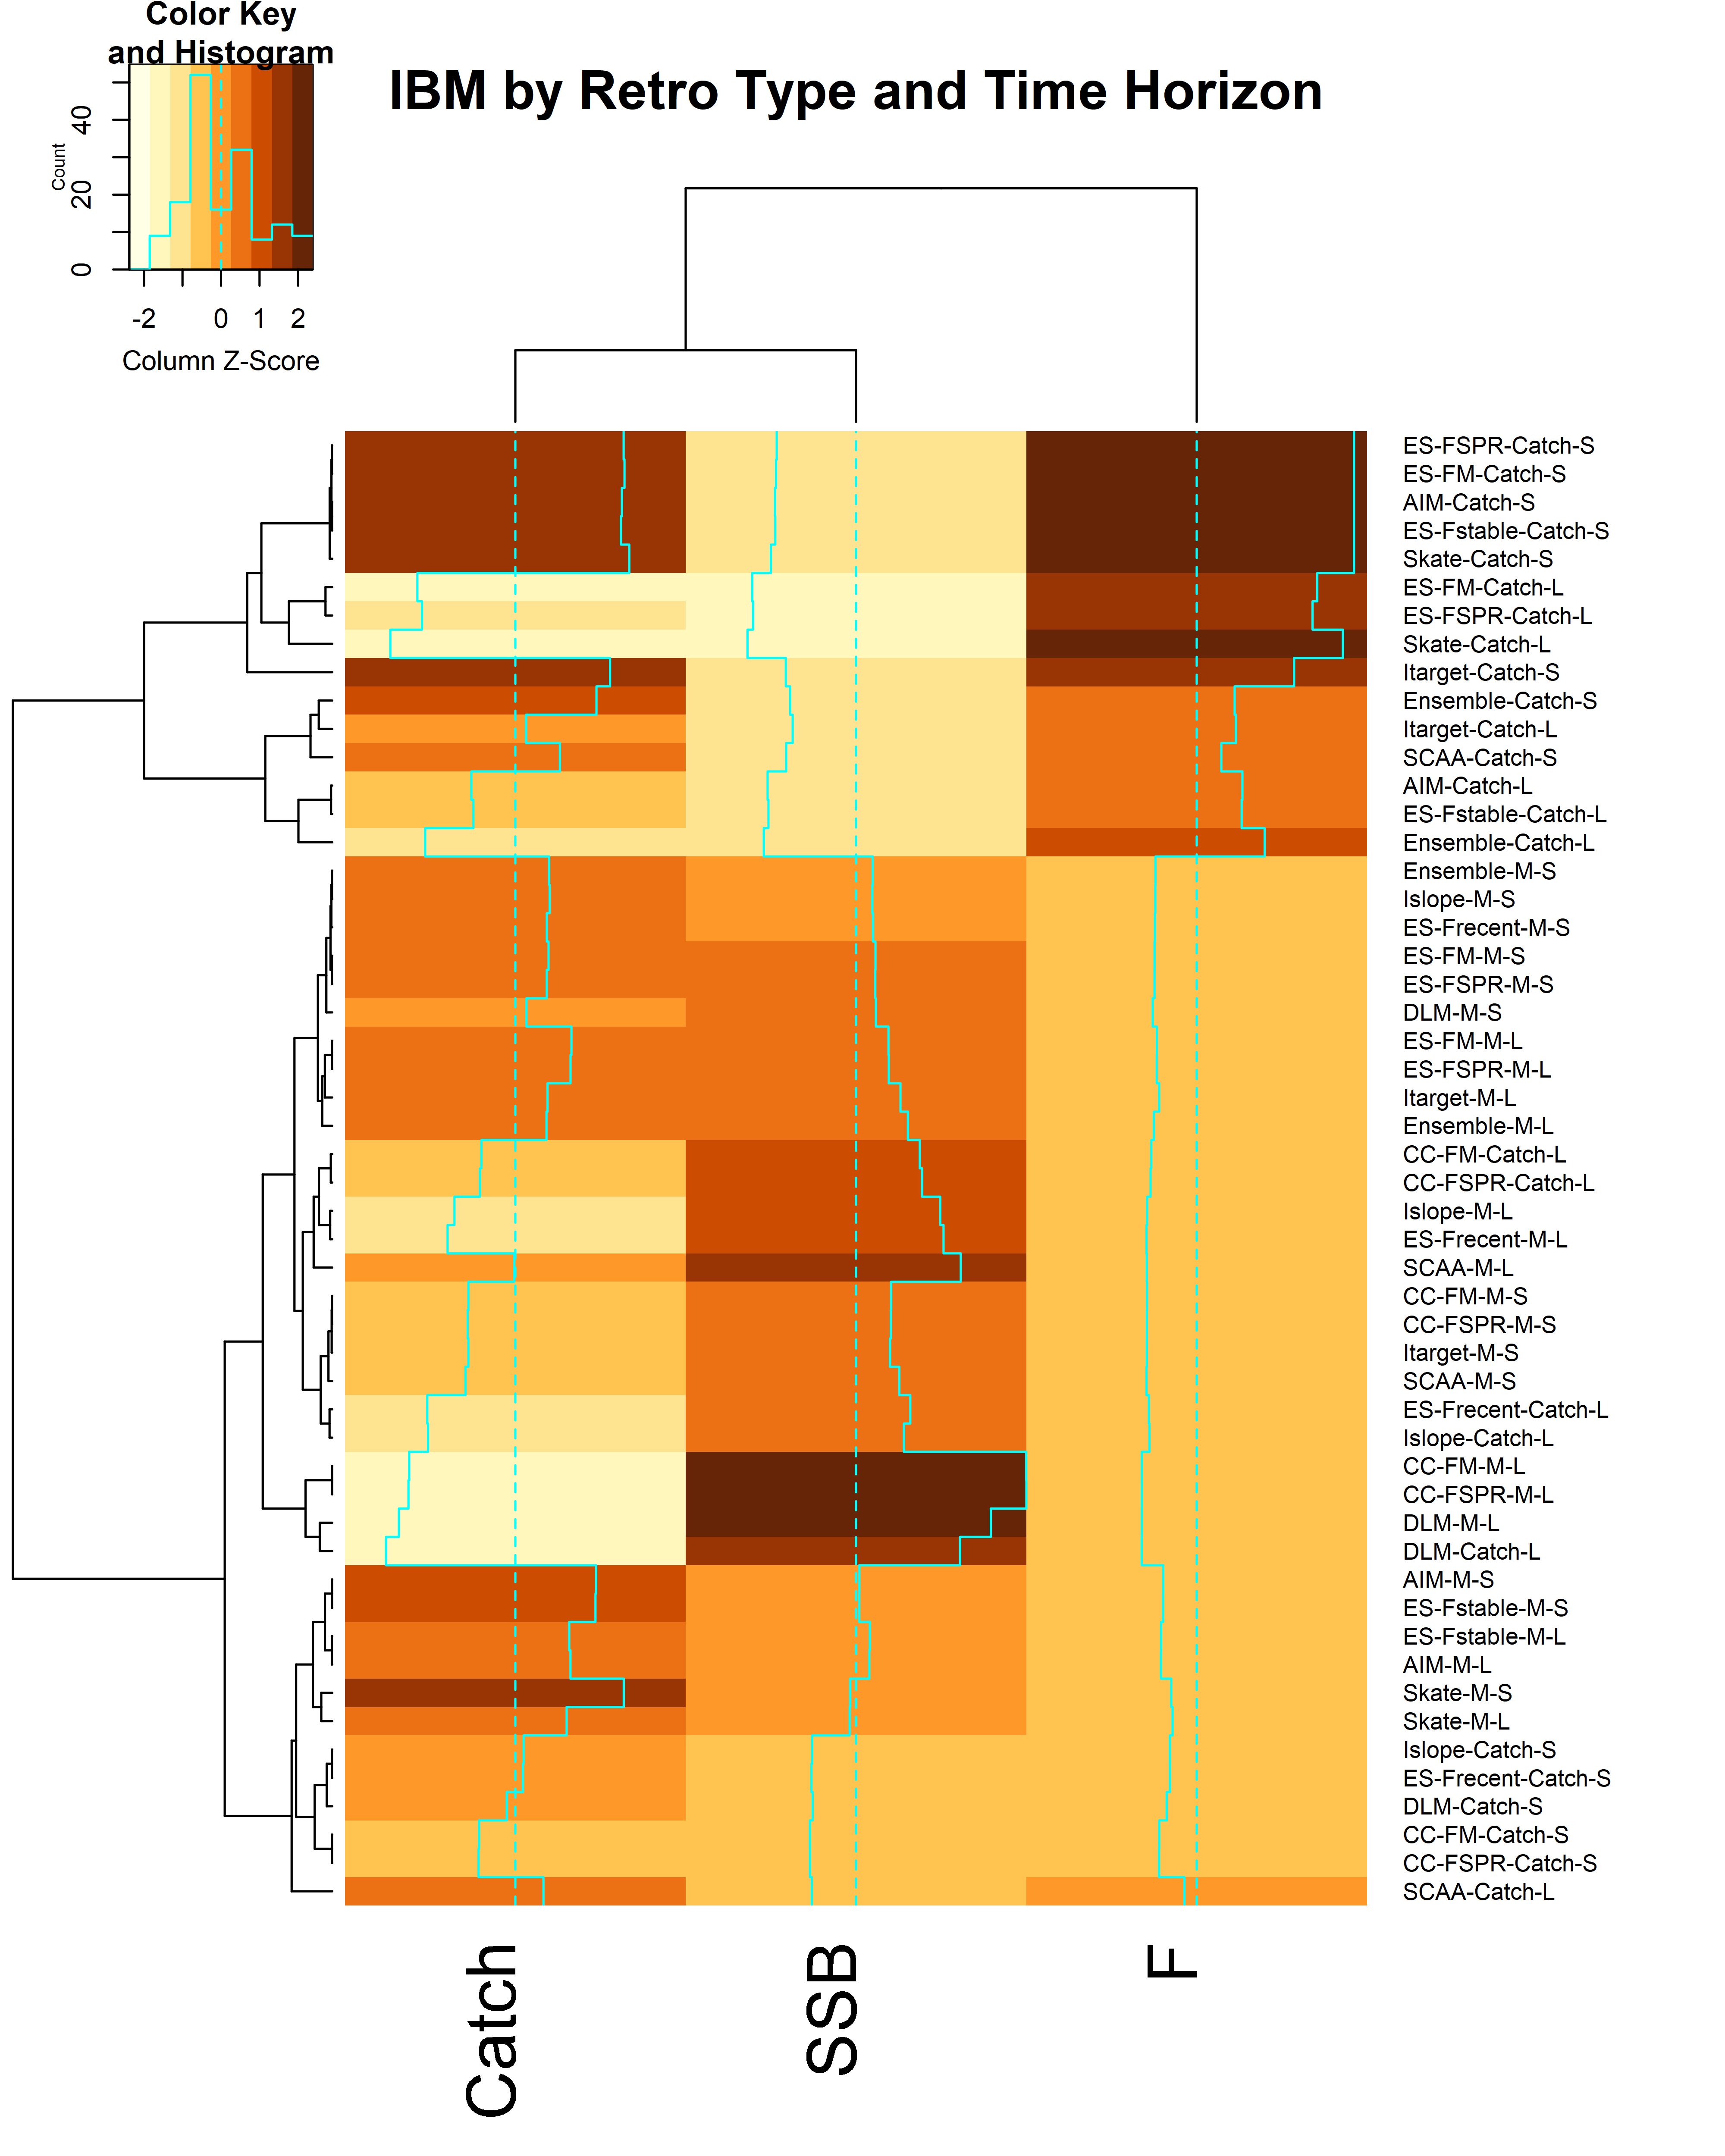 Color Key
and Histogram
IBM by Retro Type and Time Horizon
Count
0 20 40
-2 0 1 2
Column Z-Score
ES-FSPR-Catch-S
ES-FM-Catch-S
AIM-Catch-S
ES-Fstable-Catch-S
Skate-Catch-S
ES-FM-Catch-L
ES-FSPR-Catch-L
Skate-Catch-L
Itarget-Catch-S
Ensemble-Catch-S
Itarget-Catch-L
SCAA-Catch-S
AIM-Catch-L
ES-Fstable-Catch-L
Ensemble-Catch-L
Ensemble-M-S
Islope-M-S
ES-Frecent-M-S
ES-FM-M-S
ES-FSPR-M-S
DLM-M-S
ES-FM-M-L
ES-FSPR-M-L
Itarget-M-L
Ensemble-M-L
CC-FM-Catch-L
CC-FSPR-Catch-L
Islope-M-L
ES-Frecent-M-L
SCAA-M-L
CC-FM-M-S
CC-FSPR-M-S
Itarget-M-S
SCAA-M-S
ES-Frecent-Catch-L
Islope-Catch-L
CC-FM-M-L
CC-FSPR-M-L
DLM-M-L
DLM-Catch-L
AIM-M-S
ES-Fstable-M-S
ES-Fstable-M-L
AIM-M-L
Skate-M-S
Skate-M-L
Islope-Catch-S
ES-Frecent-Catch-S
DLM-Catch-S
CC-FM-Catch-S
CC-FSPR-Catch-S
SCAA-Catch-L
Catch
SSB
F